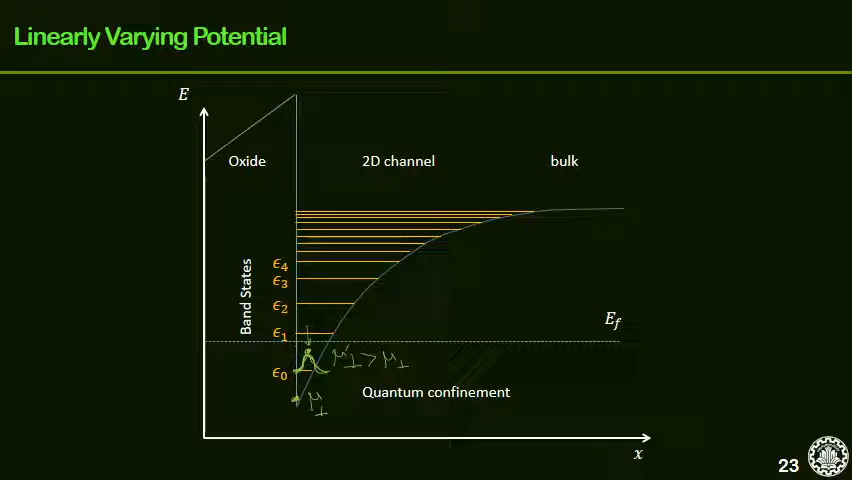 Linearly Varying Potential
E
Oxide
2D channel
bulk
Band States
ϵ4
ϵ3
ϵ2
ϵ1
ϵ0
Ef
μ'⊥ > μ⊥
μ⊥
Quantum confinement
x
23